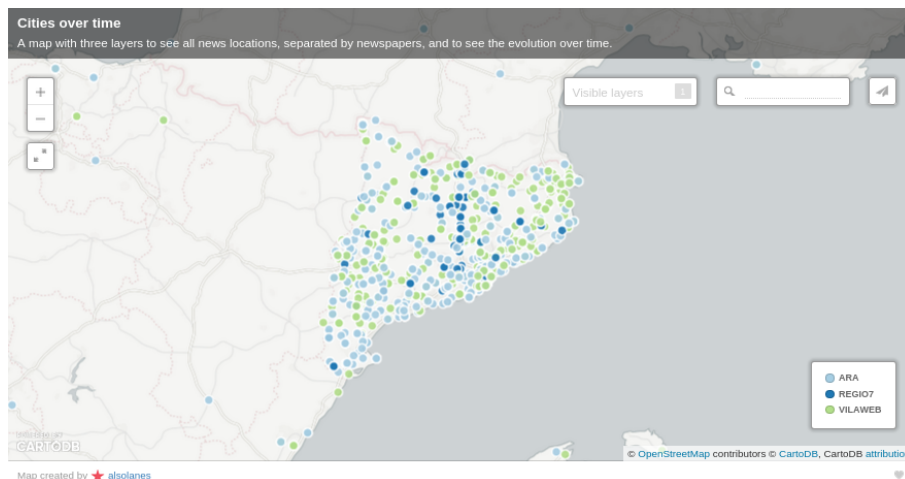 Cities over time
A map with three layers to see all news locations, separated by newspapers, and to see the evolution over time.
+
Visible layers 1
−
ARA
REGIO7
VILAWEB
CARTODB
© OpenStreetMap contributors © CartoDB, CartoDB attributio
Map created by alsolanes